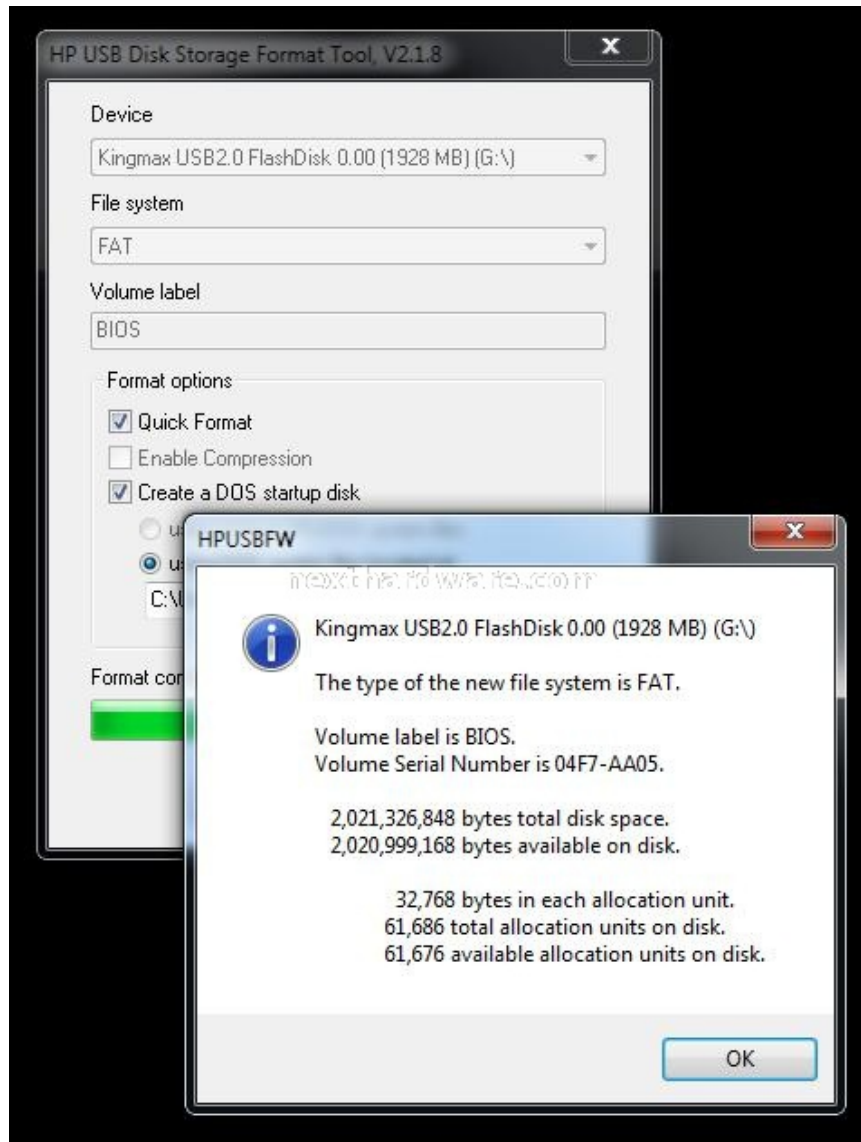 HP USB Disk Storage Format Tool, V2.1.8
x
Device
Kingmax USB2.0 FlashDisk 0.00 (1928 MB) (G:\)
File system
FAT
Volume label
BIOS
Format options
Quick Format
Enable Compression
Create a DOS startup disk
C:\
Format
HPUSBFW
x
nexthardware.com
Kingmax USB2.0 FlashDisk 0.00 (1928 MB) (G:\)
The type of the new file system is FAT.
Volume label is BIOS.
Volume Serial Number is 04F7-AA05.
2,021,326,848 bytes total disk space.
2,020,999,168 bytes available on disk.
32,768 bytes in each allocation unit.
61,686 total allocation units on disk.
61,676 available allocation units on disk.
OK